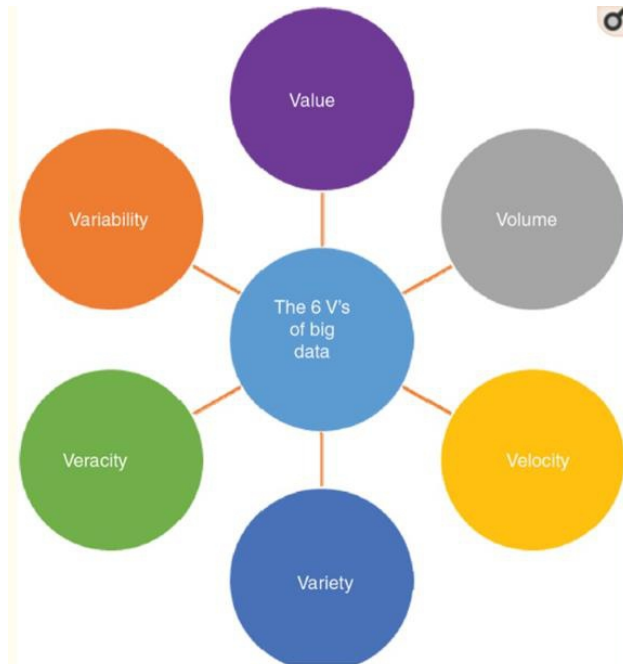 Value
Volume
Velocity
Variety
Veracity
Variability
The 6 V's
of big
data